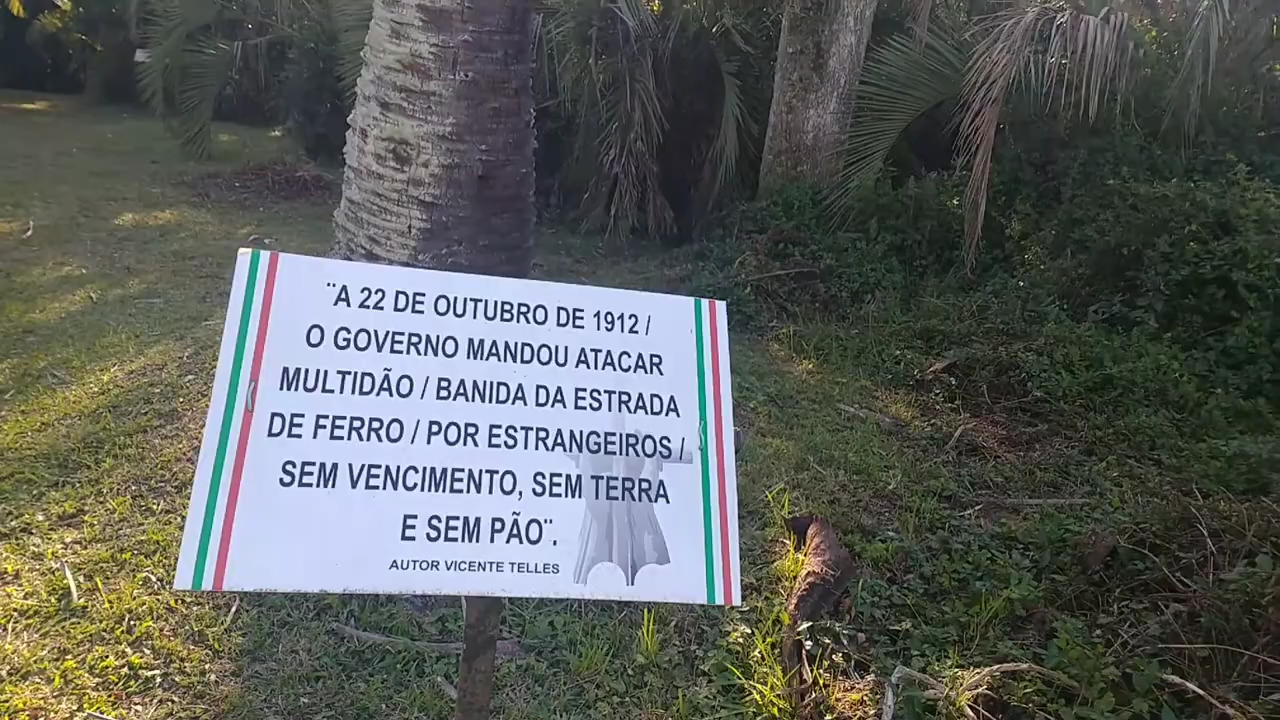 ¨A 22 DE OUTUBRO DE 1912 /
O GOVERNO MANDOU ATACAR
MULTIDÃO / BANIDA DA ESTRADA
DE FERRO / POR ESTRANGEIROS /
SEM VENCIMENTO, SEM TERRA
E SEM PÃO¨.
AUTOR VICENTE TELLES